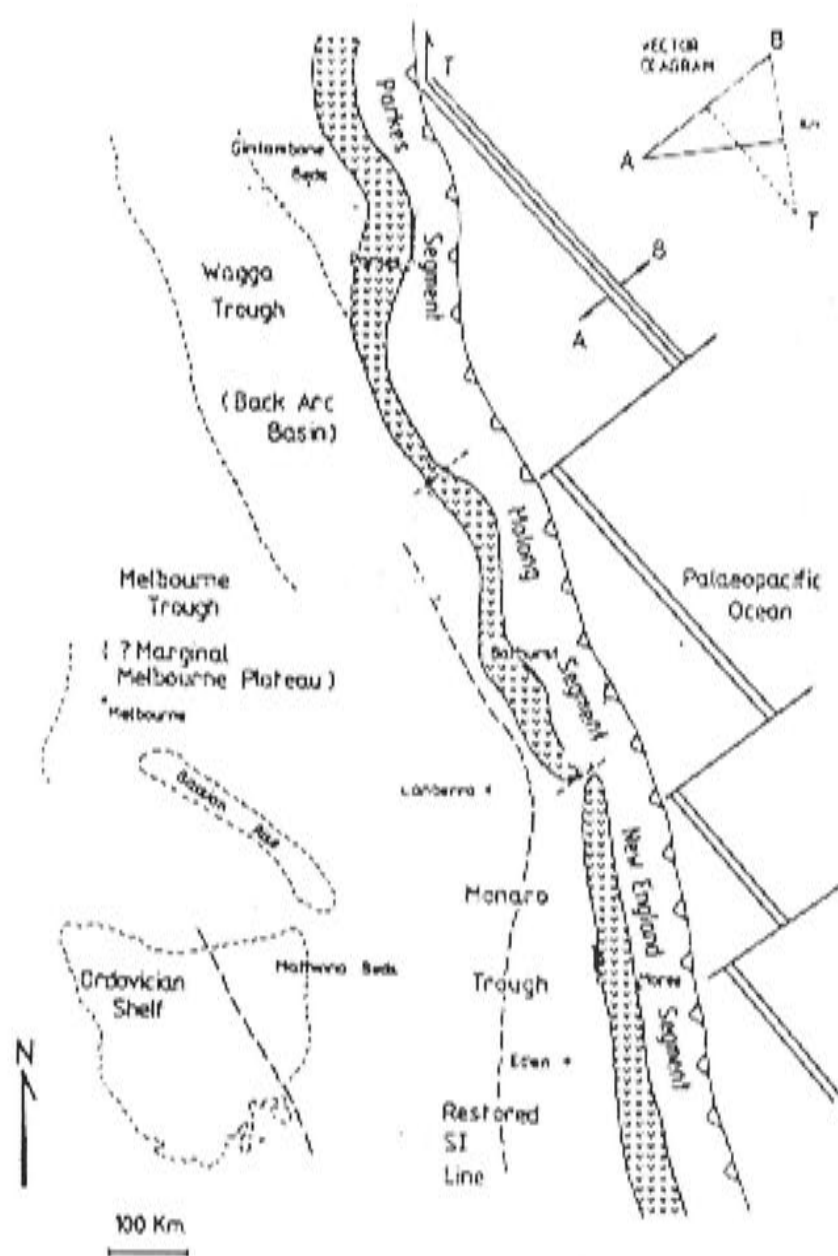 VECTOR
DIAGRAM
B
A
T
T
Parkes
Segment
Beds
B
A
Wagga
Trough
(Back Arc
Basin)
Molong
Segment
Palaeopacific
Ocean
Melbourne
Trough
(?Marginal
Melbourne Plateau)
Melbourne
Bathurst
Canberra
New England
Segment
Monaro
Trough
Ordovician
Shelf
Mathinna Beds
Moree
Eden
Restored
SI
Line
N
100 Km